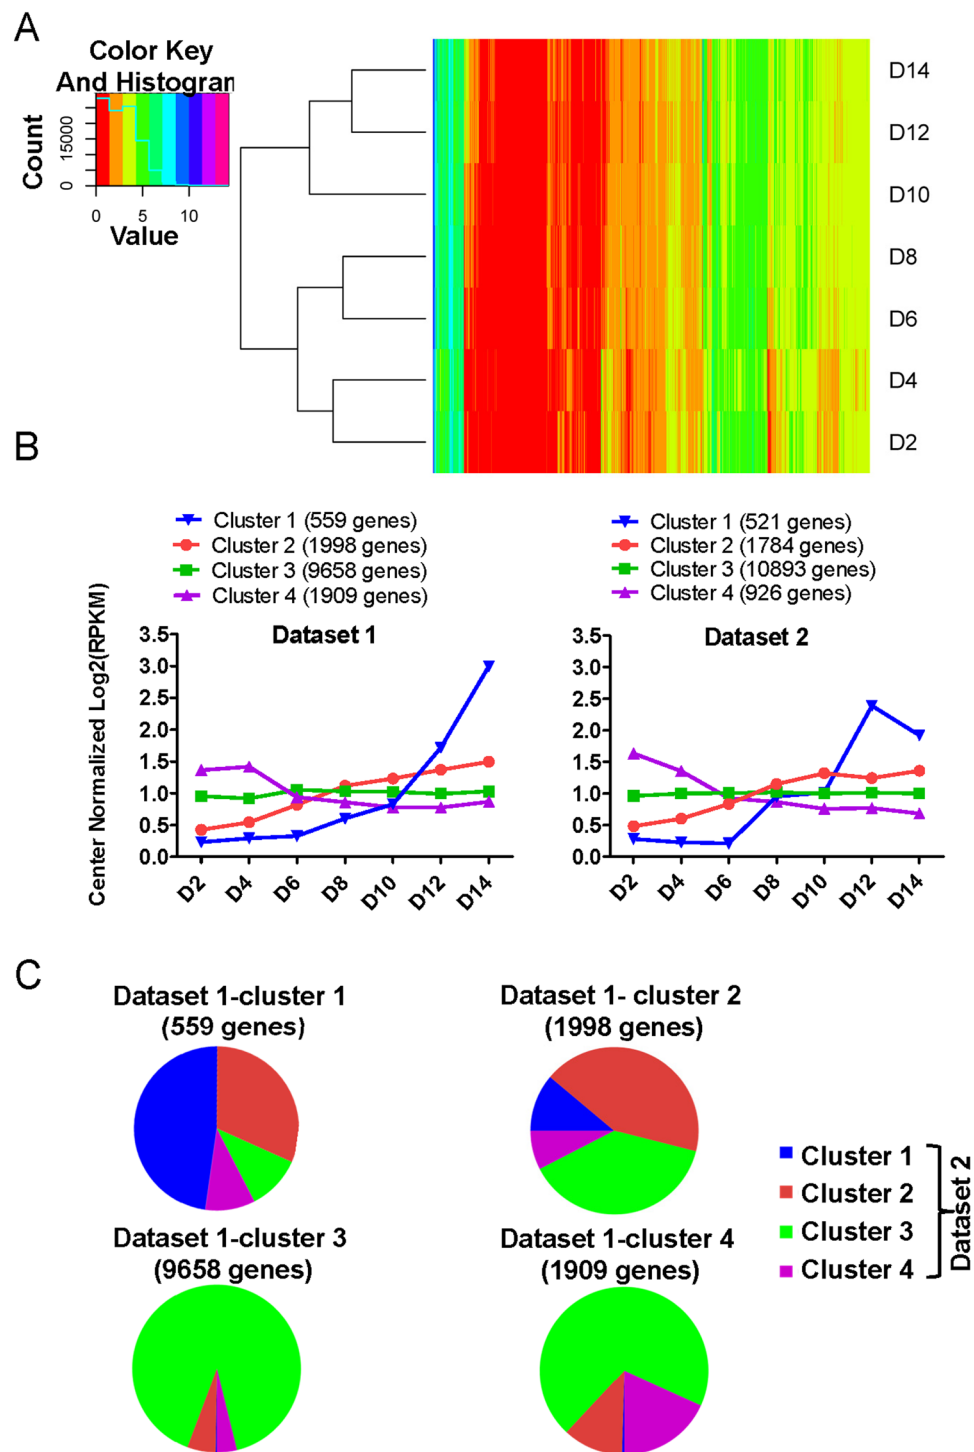 A
Color Key
And Histogram
Count
15000
0
0 5 10
Value
D14
D12
D10
D8
D6
D4
D2
B
Cluster 1 (559 genes)
Cluster 2 (1998 genes)
Cluster 3 (9658 genes)
Cluster 4 (1909 genes)
Cluster 1 (521 genes)
Cluster 2 (1784 genes)
Cluster 3 (10893 genes)
Cluster 4 (926 genes)
Center Normalized Log2(RPKM)
Dataset 1
3.5
3.0
2.5
2.0
1.5
1.0
0.5
0.0
D2 D4 D6 D8 D10 D12 D14
Dataset 2
3.5
3.0
2.5
2.0
1.5
1.0
0.5
0.0
D2 D4 D6 D8 D10 D12 D14
C
Dataset 1-cluster 1
(559 genes)
Dataset 1- cluster 2
(1998 genes)
Dataset 1-cluster 3
(9658 genes)
Dataset 1-cluster 4
(1909 genes)
Cluster 1
Cluster 2
Cluster 3
Cluster 4
Dataset 2